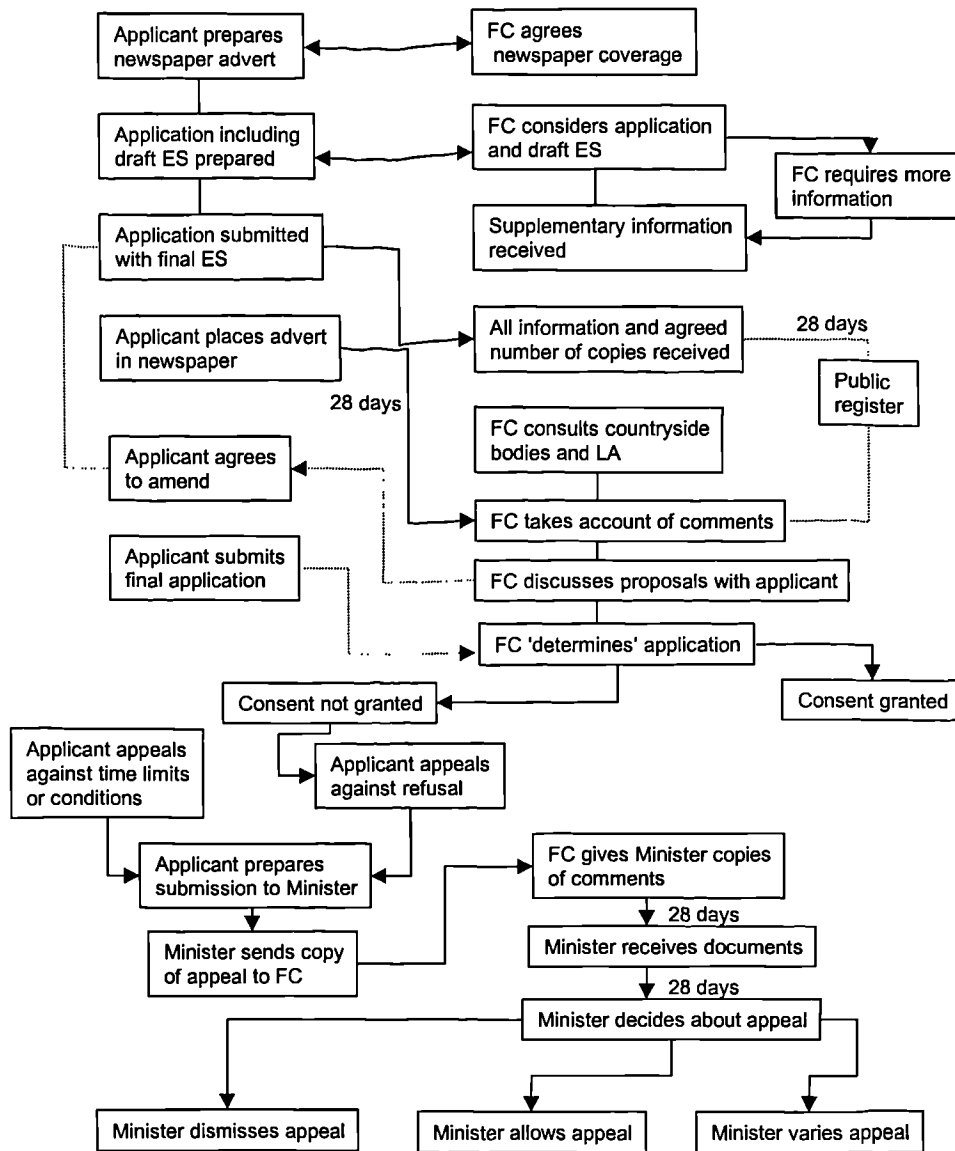 Applicant prepares
newspaper advert
FC agrees
newspaper coverage
Application including
draft ES prepared
FC considers application
and draft ES
FC requires more
information
Application submitted
with final ES
Supplementary information
received
Applicant places advert
in newspaper
All information and agreed
number of copies received
28 days
28 days
Public
register
FC consults countryside
bodies and LA
Applicant agrees
to amend
FC takes account of comments
Applicant submits
final application
FC discusses proposals with applicant
FC 'determines' application
Consent not granted
Consent granted
Applicant appeals
against time limits
or conditions
Applicant appeals
against refusal
Applicant prepares
submission to Minister
FC gives Minister copies
of comments
28 days
Minister sends copy
of appeal to FC
Minister receives documents
28 days
Minister decides about appeal
Minister dismisses appeal
Minister allows appeal
Minister varies appeal